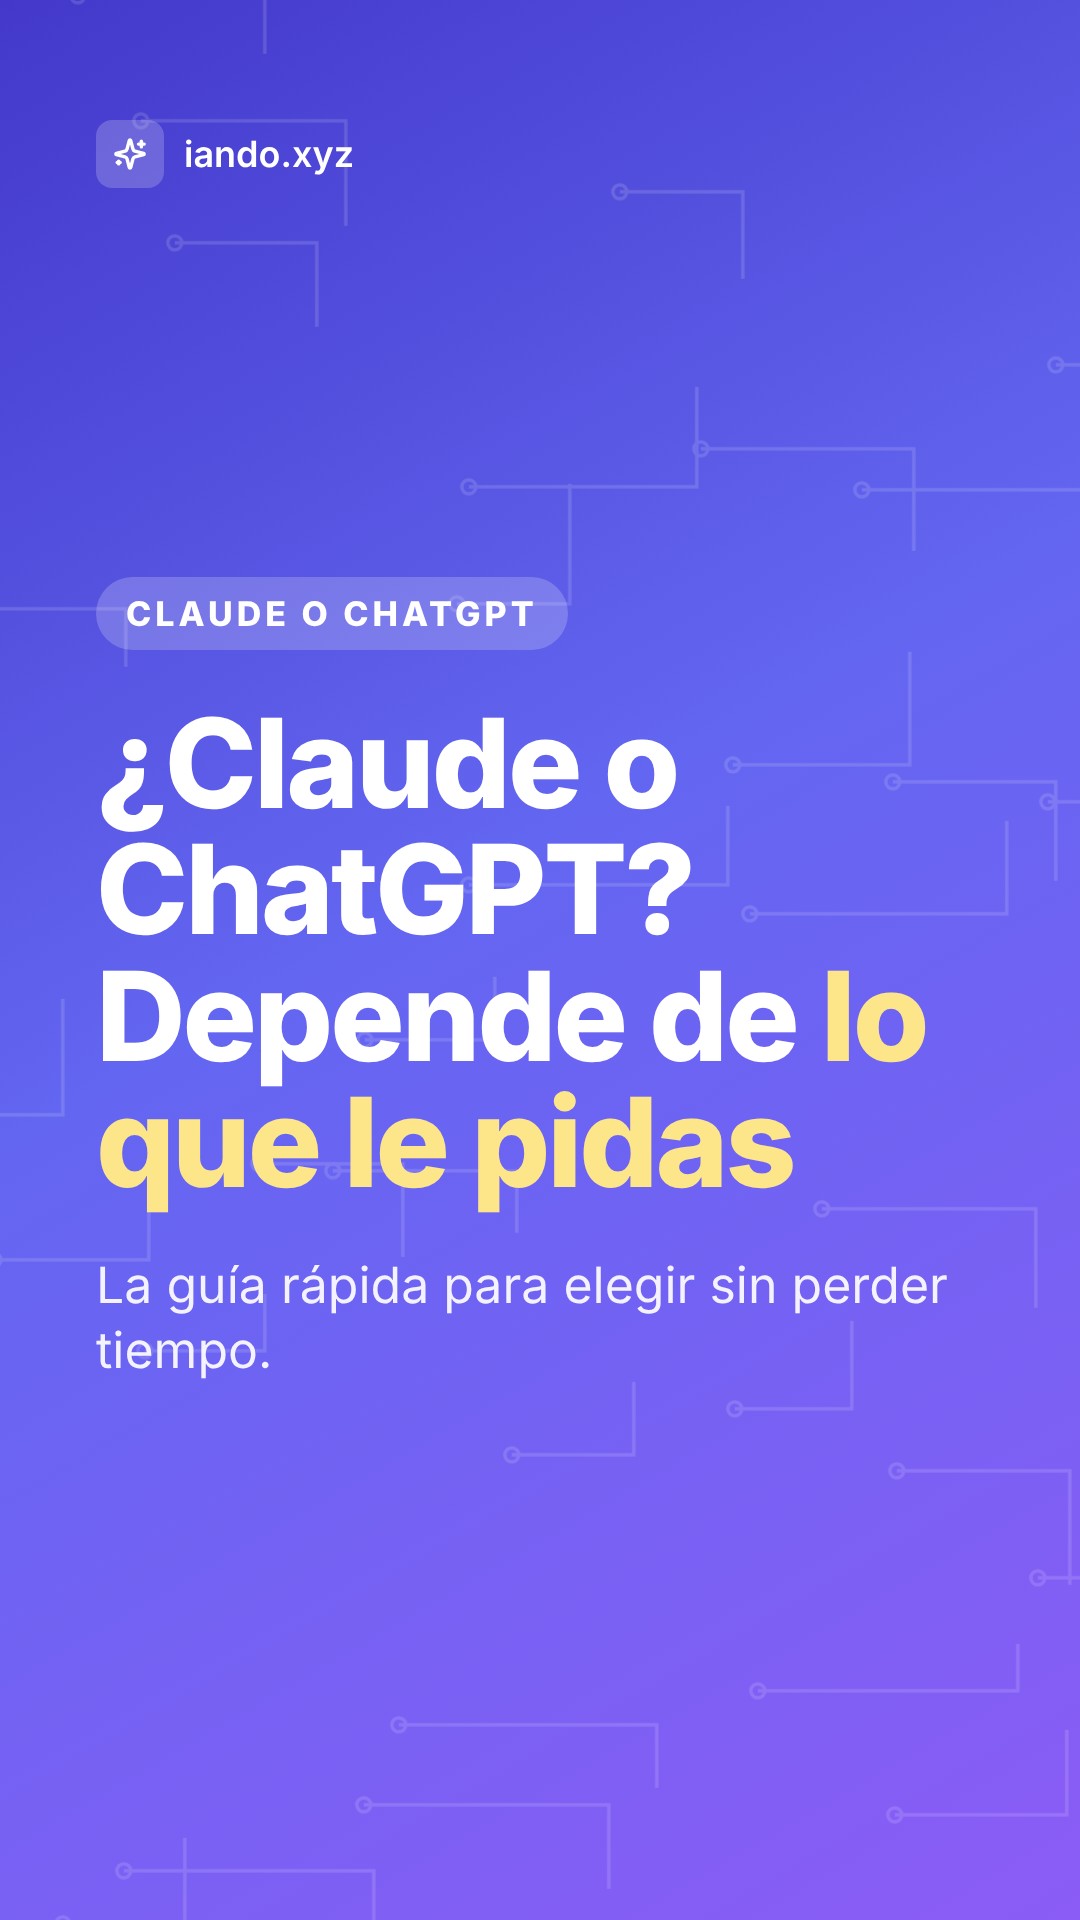 iando.xyz
CLAUDE O CHATGPT
¿Claude o
ChatGPT?
Depende de lo
que le pidas
La guía rápida para elegir sin perder
tiempo.